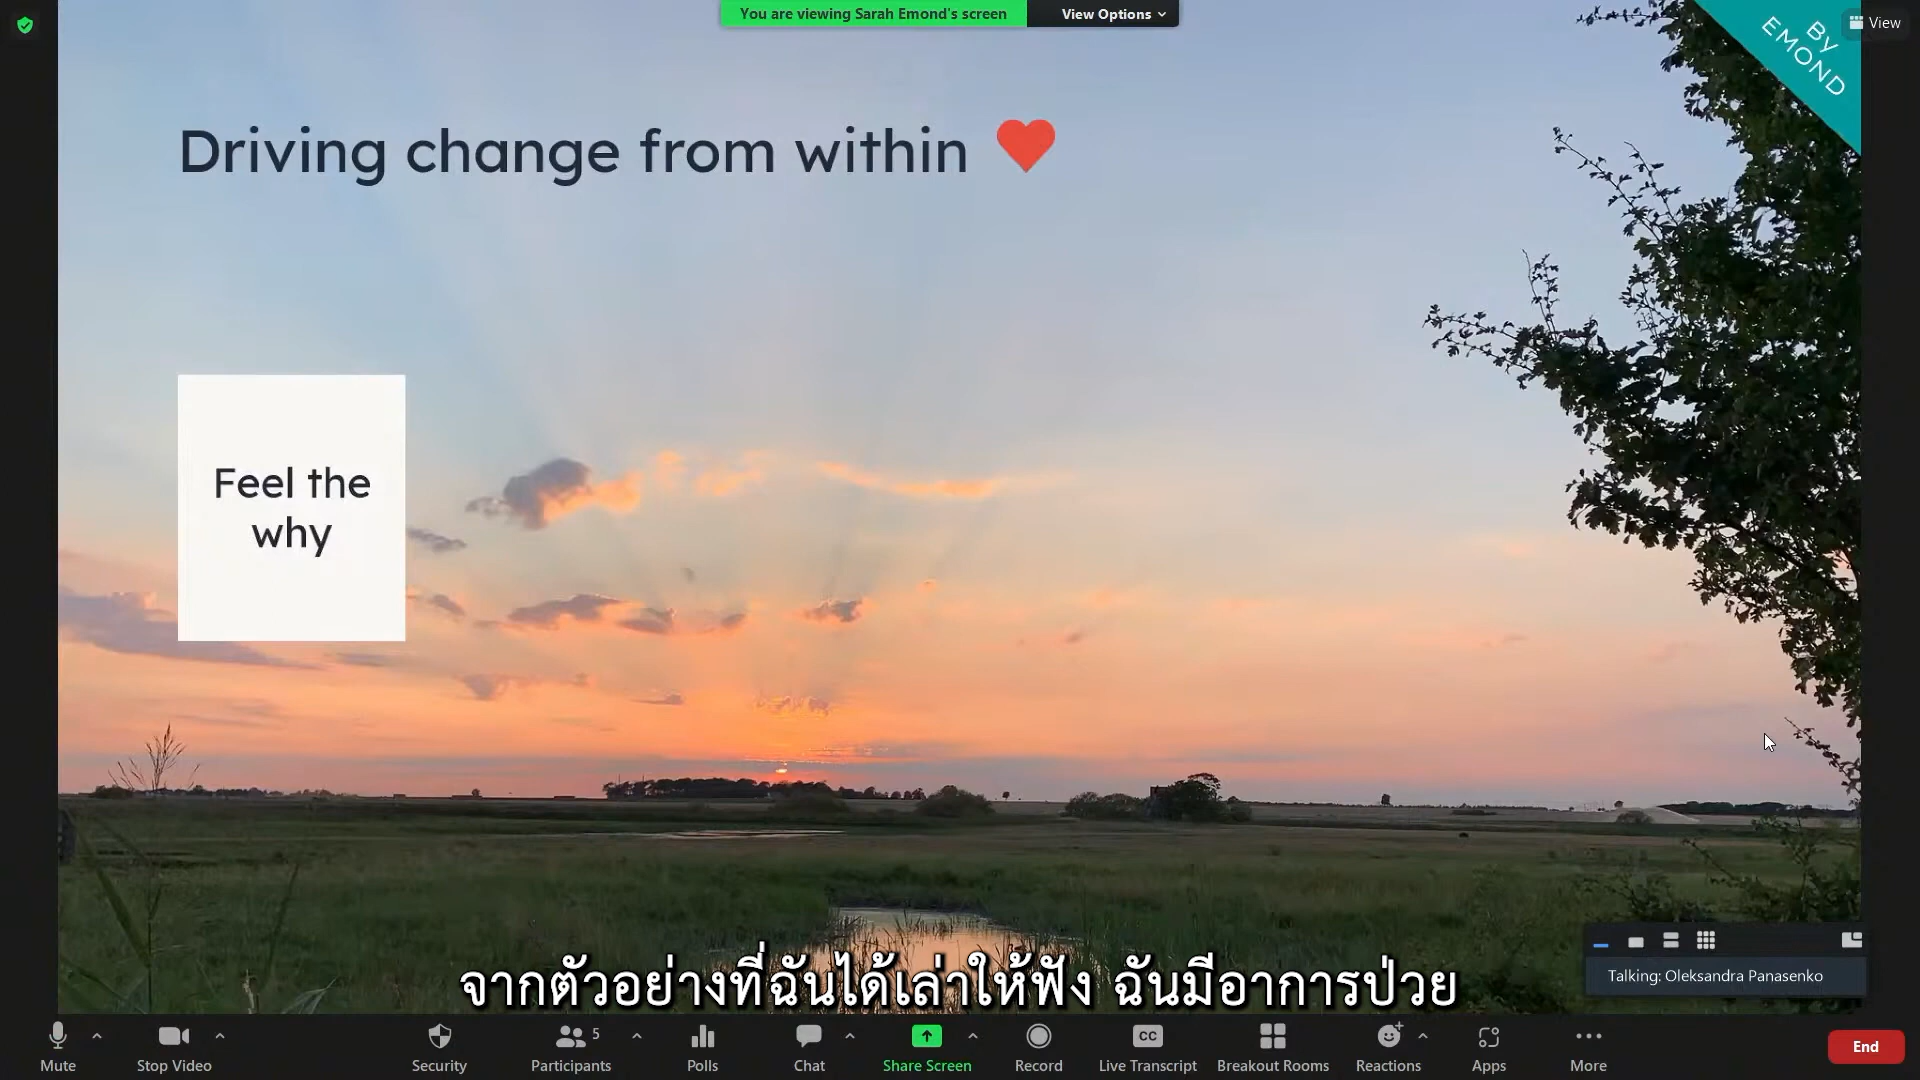 You are viewing Sarah Emond's screen
View Options
View
By
EMOND
Driving change from within
Feel the
why
Talking: Oleksandra Panasenko
จากตัวอย่างที่ฉันได้เล่าให้ฟัง ฉันมีอาการป่วย
5
CC
Mute
Stop Video
Security
Participants
Polls
Chat
Share Screen
Record
Live Transcript
Breakout Rooms
Reactions
Apps
More
End